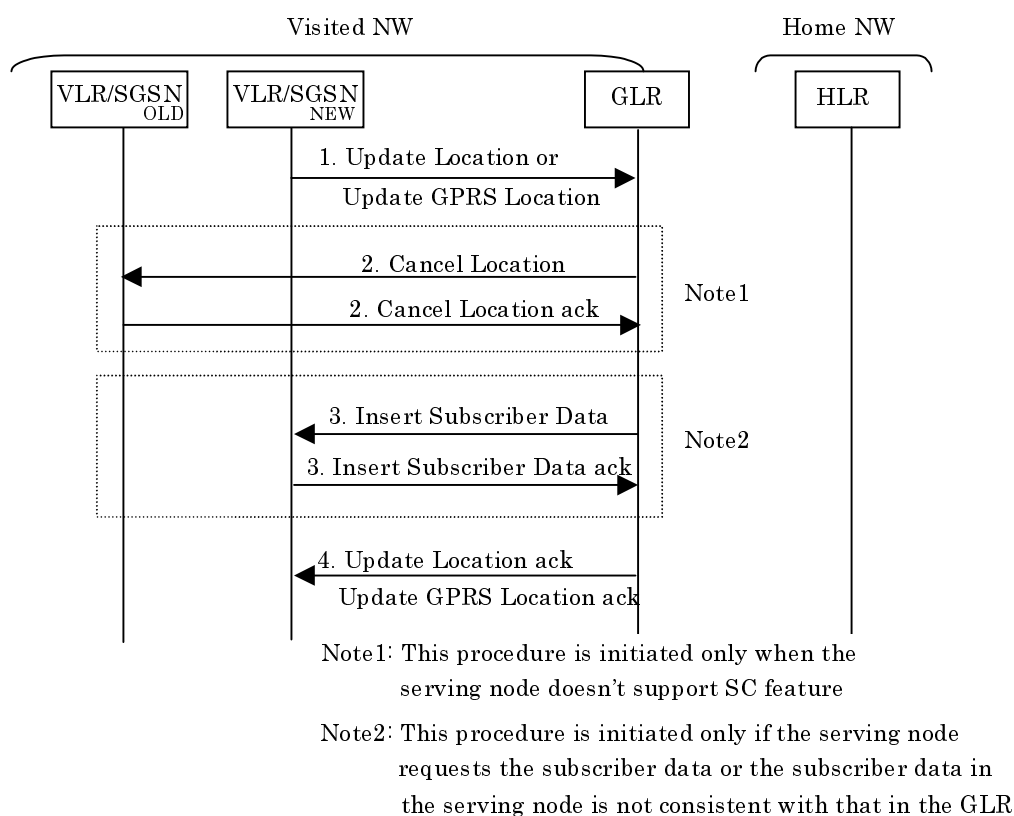 Visited NW
Home NW
VLR/SGSN
OLD
VLR/SGSN
NEW
GLR
HLR
1. Update Location or
Update GPRS Location
2. Cancel Location
Note1
2. Cancel Location ack
3. Insert Subscriber Data
Note2
3. Insert Subscriber Data ack
4. Update Location ack
Update GPRS Location ack
Note1: This procedure is initiated only when the
serving node doesn't support SC feature
Note2: This procedure is initiated only if the serving node
requests the subscriber data or the subscriber data in
the serving node is not consistent with that in the GLR